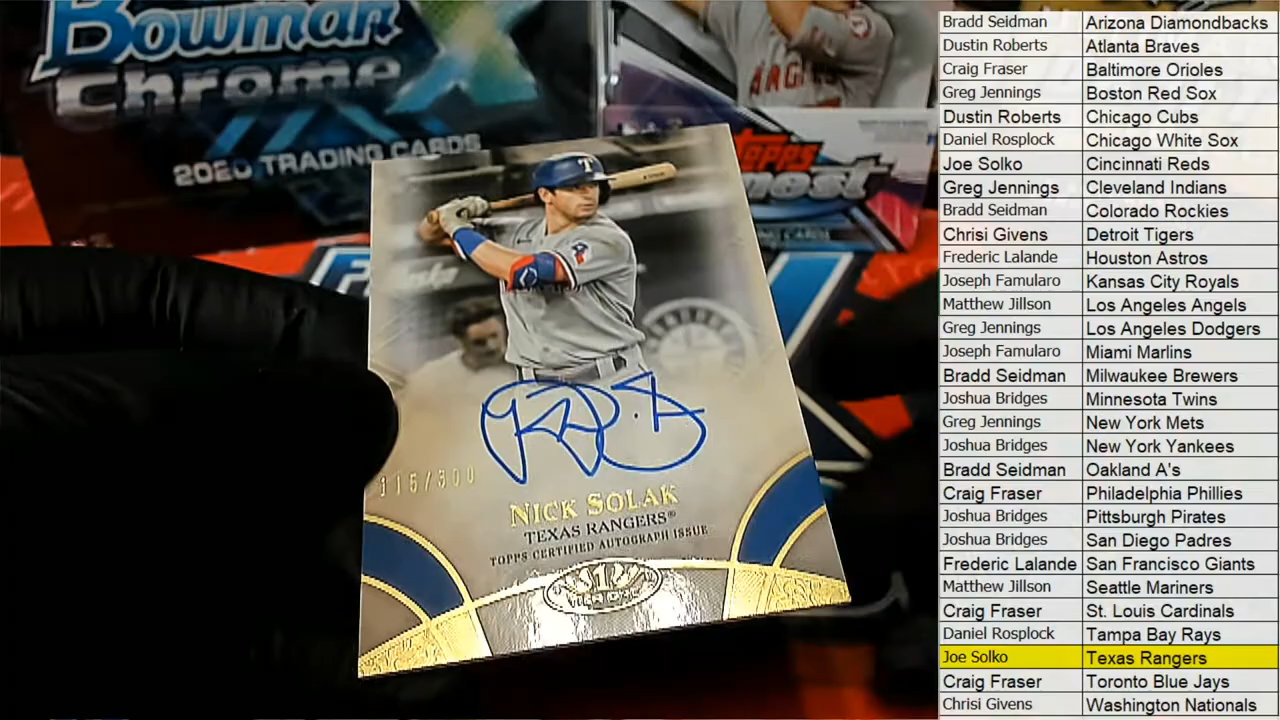 Bowman
Chrome
X
2020 TRADING CARDS
ANGELS
TOPPS
Finest
T
115/300
NICK SOLAK
TEXAS RANGERS®
TOPPS CERTIFIED AUTOGRAPH ISSUE
TIER ONE
Bradd Seidman Arizona Diamondbacks
Dustin Roberts Atlanta Braves
Craig Fraser Baltimore Orioles
Greg Jennings Boston Red Sox
Dustin Roberts Chicago Cubs
Daniel Rosplock Chicago White Sox
Joe Solko Cincinnati Reds
Greg Jennings Cleveland Indians
Bradd Seidman Colorado Rockies
Chrisi Givens Detroit Tigers
Frederic Lalande Houston Astros
Joseph Famularo Kansas City Royals
Matthew Jillson Los Angeles Angels
Greg Jennings Los Angeles Dodgers
Joseph Famularo Miami Marlins
Bradd Seidman Milwaukee Brewers
Joshua Bridges Minnesota Twins
Greg Jennings New York Mets
Joshua Bridges New York Yankees
Bradd Seidman Oakland A's
Craig Fraser Philadelphia Phillies
Joshua Bridges Pittsburgh Pirates
Joshua Bridges San Diego Padres
Frederic Lalande San Francisco Giants
Matthew Jillson Seattle Mariners
Craig Fraser St. Louis Cardinals
Daniel Rosplock Tampa Bay Rays
Joe Solko Texas Rangers
Craig Fraser Toronto Blue Jays
Chrisi Givens Washington Nationals